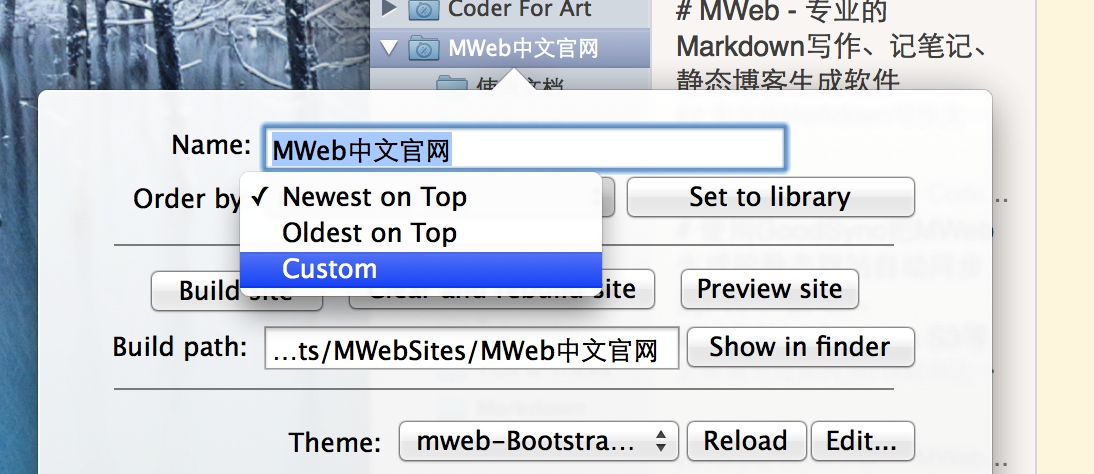 Coder For Art
MWeb中文官网
# MWeb - 专业的
Markdown写作、记笔记、
静态博客生成软件
Name:
MWeb中文官网
Order by
✓ Newest on Top
Oldest on Top
Custom
Set to library
Build site
Clear and rebuild site
Preview site
Build path:
...ts/MWebSites/MWeb中文官网
Show in finder
Theme:
mweb-Bootstra...
Reload
Edit...